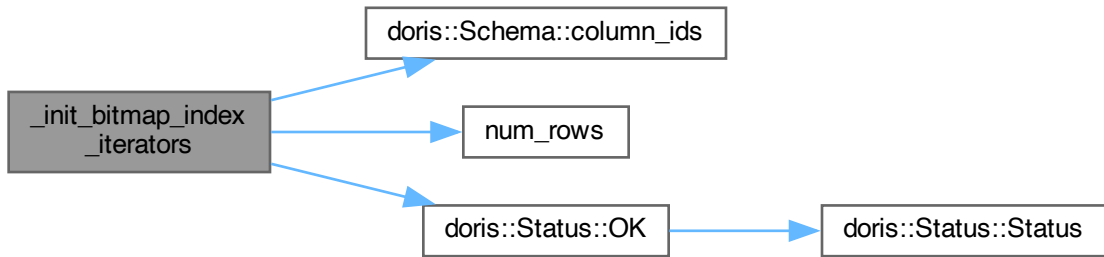 _init_bitmap_index
_iterators
doris::Schema::column_ids
num_rows
doris::Status::OK
doris::Status::Status